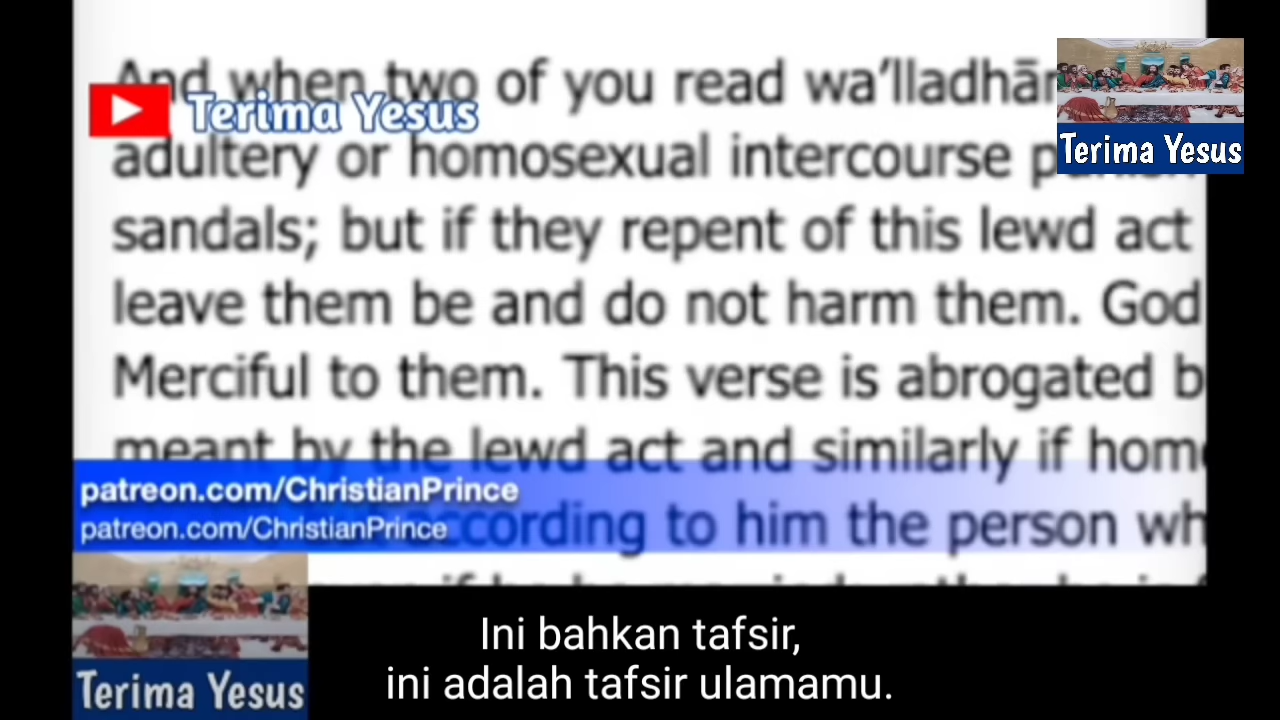 And when two of you read wa'lladhān
Terima Yesus
Terima Yesus
adultery or homosexual intercourse
sandals; but if they repent of this lewd act
leave them be and do not harm them. God
Merciful to them. This verse is abrogated b
meant by the lewd act and similarly if hom
patreon.com/ChristianPrince
patreon.com/ChristianPrince
according to him the person wh
Terima Yesus
Ini bahkan tafsir,
ini adalah tafsir ulamamu.